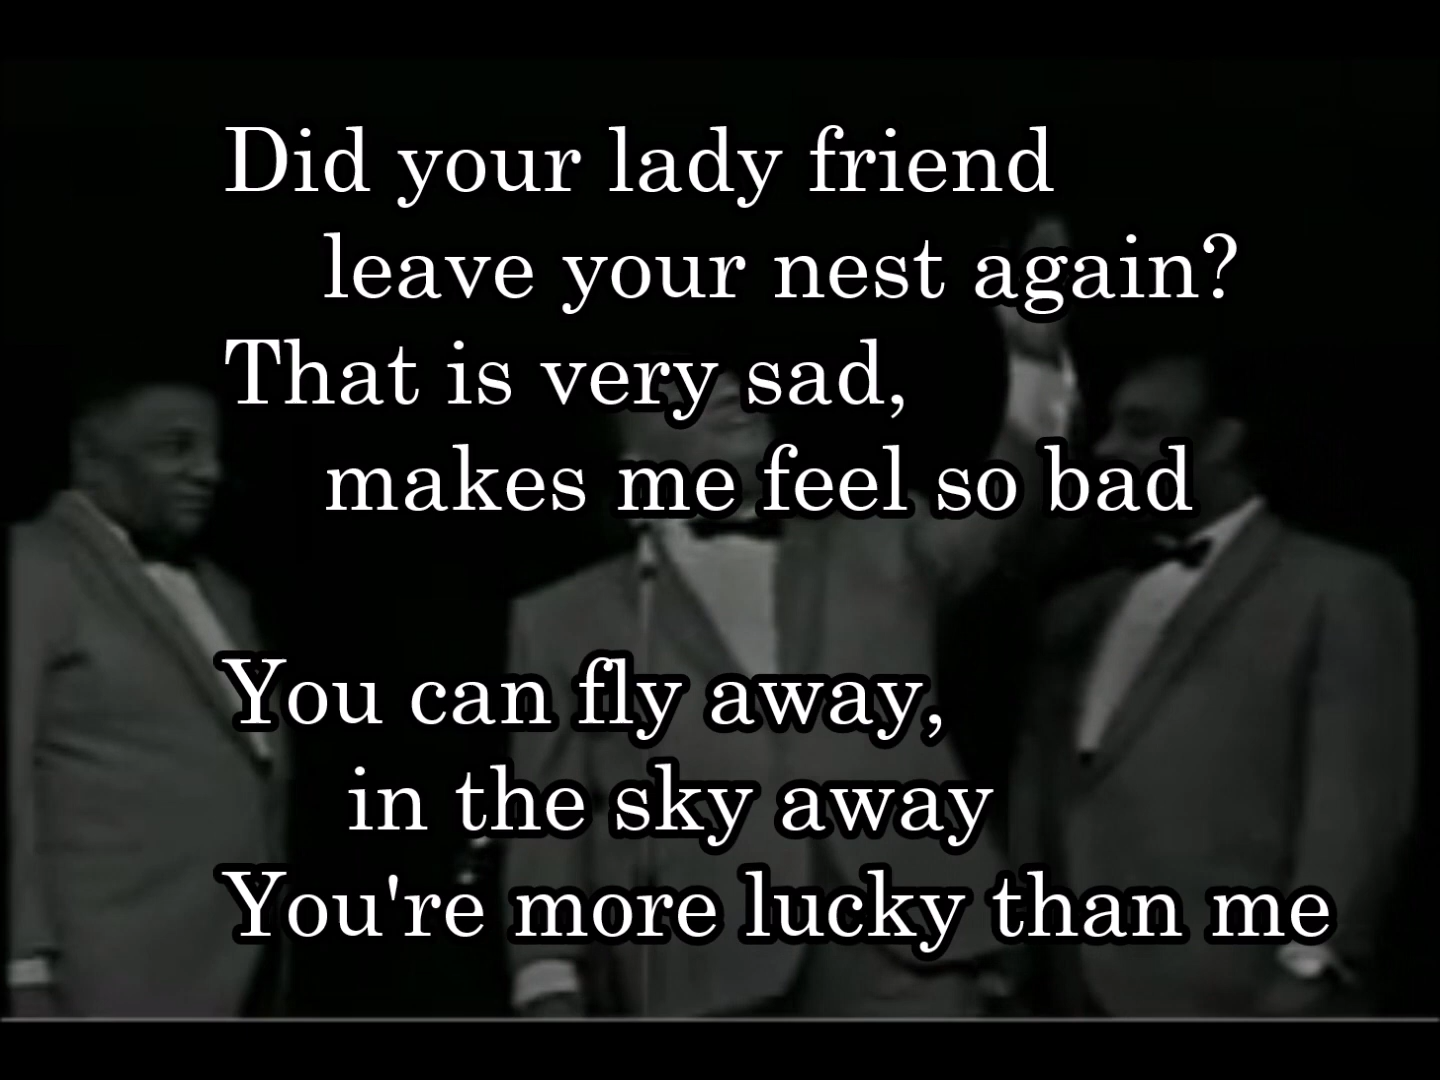 Did your lady friend
leave your nest again?
That is very sad,
makes me feel so bad
You can fly away,
in the sky away
You're more lucky than me